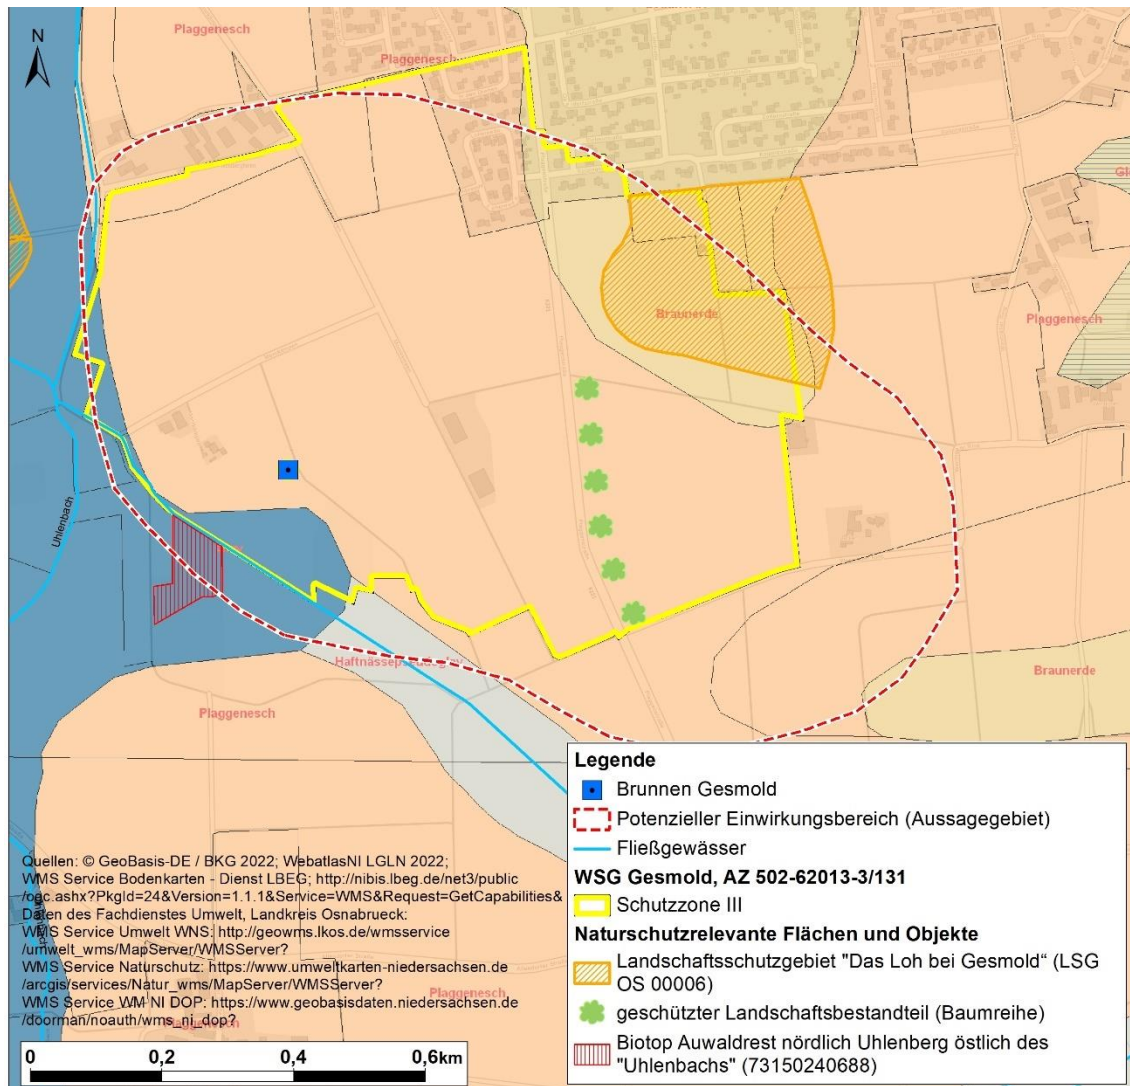 N
Plaggenesch
Plaggenesch
Braunerde
Plaggenesch
Uhlenbach
Haftnässepseudogley
Braunerde
Plaggenesch
Plaggenesch
Plaggenesch
Legende
Brunnen Gesmold
Potenzieller Einwirkungsbereich (Aussagegebiet)
Fließgewässer
WSG Gesmold, AZ 502-62013-3/131
Schutzzone III
Naturschutzrelevante Flächen und Objekte
Landschaftsschutzgebiet "Das Loh bei Gesmold“ (LSG
OS 00006)
geschützter Landschaftsbestandteil (Baumreihe)
Biotop Auwaldrest nördlich Uhlenberg östlich des
"Uhlenbachs" (73150240688)
Quellen: © GeoBasis-DE / BKG 2022; WebatlasNI LGLN 2022;
WMS Service Bodenkarten - Dienst LBEG; http://nibis.lbeg.de/net3/public
/ogc.ashx?PkgId=24&Version=1.1.1&Service=WMS&Request=GetCapabilities&
Daten des Fachdienstes Umwelt, Landkreis Osnabrueck:
WMS Service Umwelt WNS: http://geowms.lkos.de/wmsservice
/umwelt_wms/MapServer/WMSServer?
WMS Service Naturschutz: https://www.umweltkarten-niedersachsen.de
/arcgis/services/Natur_wms/MapServer/WMSServer?
WMS Service WM NI DOP: https://www.geobasisdaten.niedersachsen.de
/doorman/noauth/wms_ni_dop?
0 0,2 0,4 0,6km